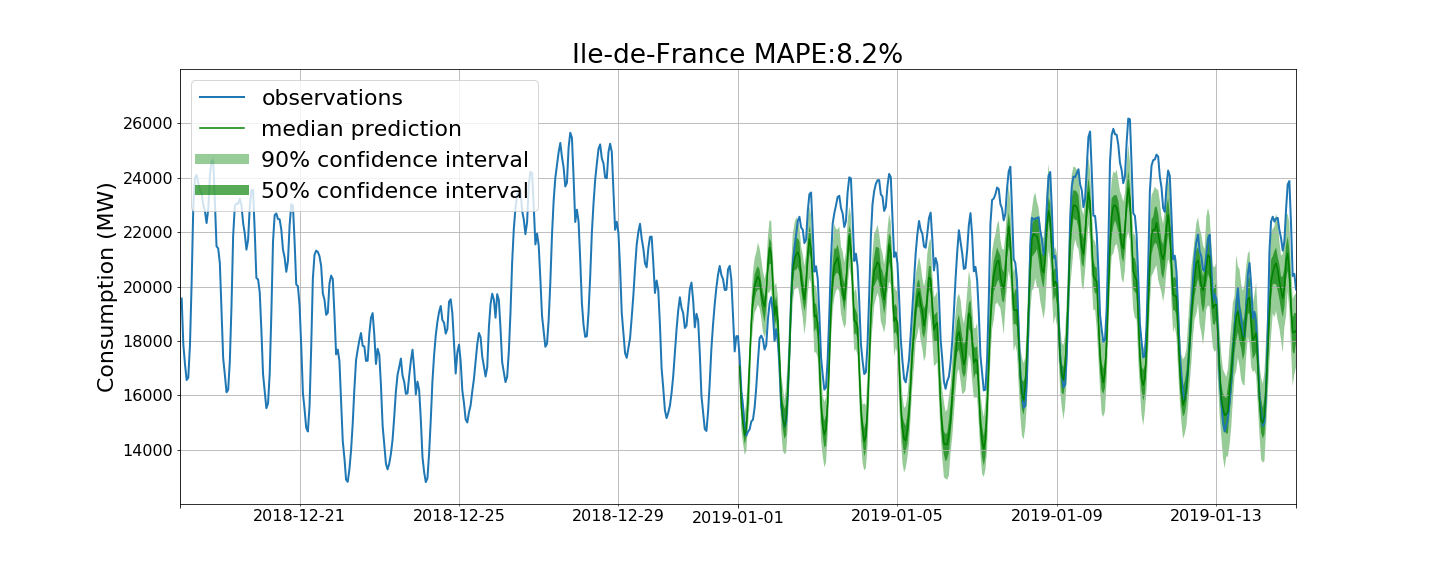 Ile-de-France MAPE:8.2%
observations
median prediction
90% confidence interval
50% confidence interval
Consumption (MW)
26000
24000
22000
20000
18000
16000
14000
2018-12-21
2018-12-25
2018-12-29
2019-01-01
2019-01-05
2019-01-09
2019-01-13